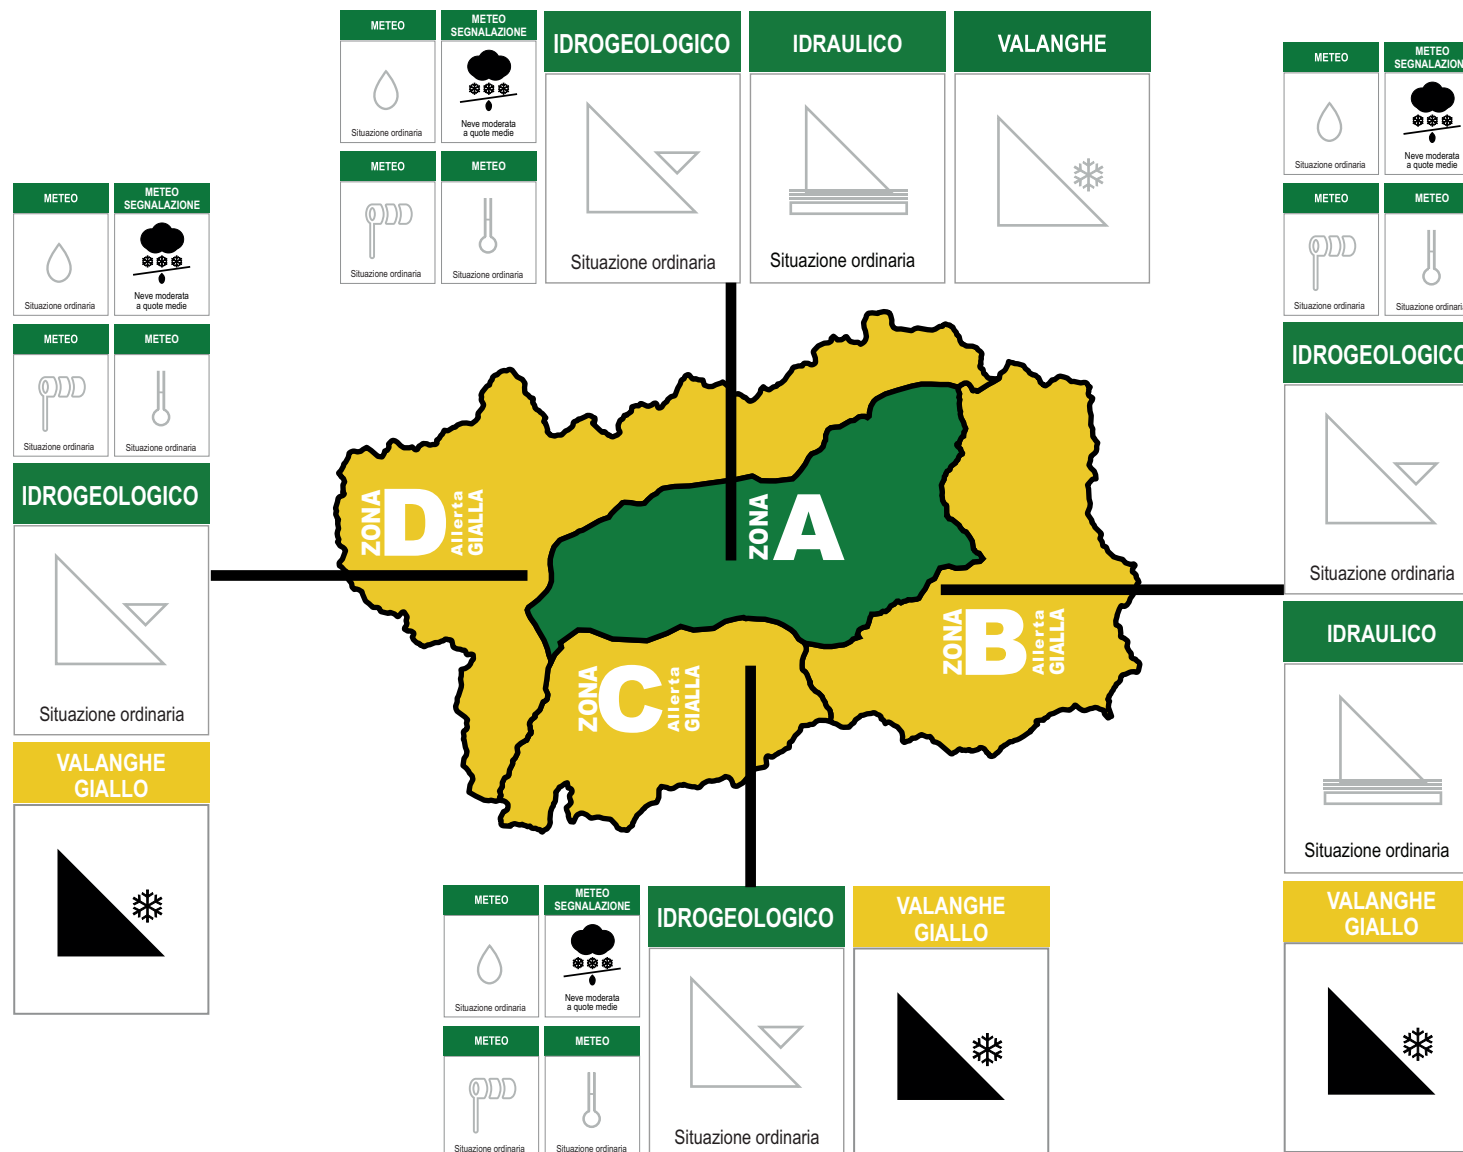 METEO
METEO
SEGNALAZIONE
IDROGEOLOGICO
IDRAULICO
VALANGHE
Situazione ordinaria
Neve moderata
a quote medie
METEO
METEO
Situazione ordinaria
Situazione ordinaria
Situazione ordinaria
Situazione ordinaria
METEO
METEO
SEGNALAZIONE
Situazione ordinaria
Neve moderata
a quote medie
METEO
METEO
Situazione ordinaria
Situazione ordinaria
IDROGEOLOGICO
Situazione ordinaria
VALANGHE
GIALLO
ZONA
D
Allerta
GIALLA
ZONA
A
ZONA
B
Allerta
GIALLA
ZONA
C
Allerta
GIALLA
METEO
METEO
SEGNALAZION
Situazione ordinaria
Neve moderata
a quote medie
METEO
METEO
Situazione ordinaria
Situazione ordinari
IDROGEOLOGICO
Situazione ordinaria
IDRAULICO
Situazione ordinaria
VALANGHE
GIALLO
METEO
METEO
SEGNALAZIONE
IDROGEOLOGICO
VALANGHE
GIALLO
Situazione ordinaria
Neve moderata
a quote medie
METEO
METEO
Situazione ordinaria
Situazione ordinaria
Situazione ordinaria